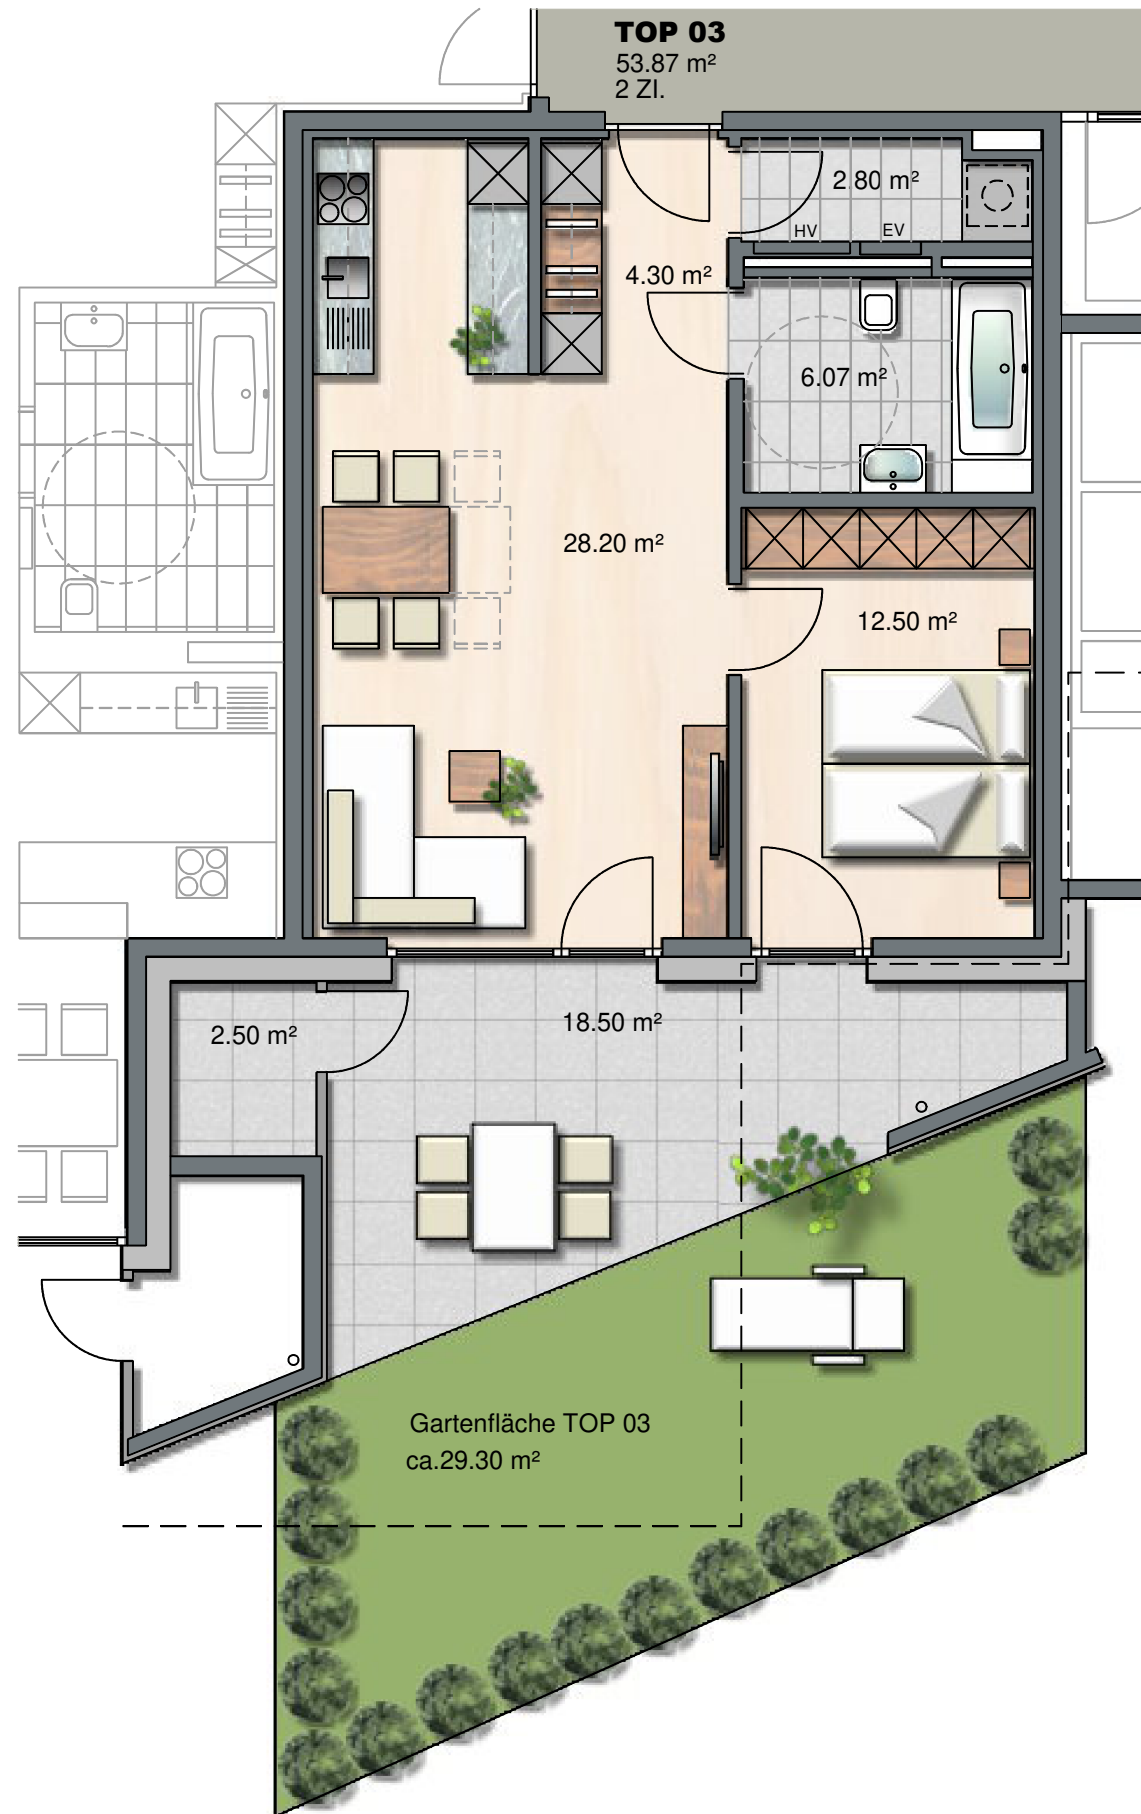 TOP 03
53.87 m²
2 ZI.
2.80 m²
HV
EV
4.30 m²
6.07 m²
28.20 m²
12.50 m²
2.50 m²
18.50 m²
Gartenfläche TOP 03
ca.29.30 m²